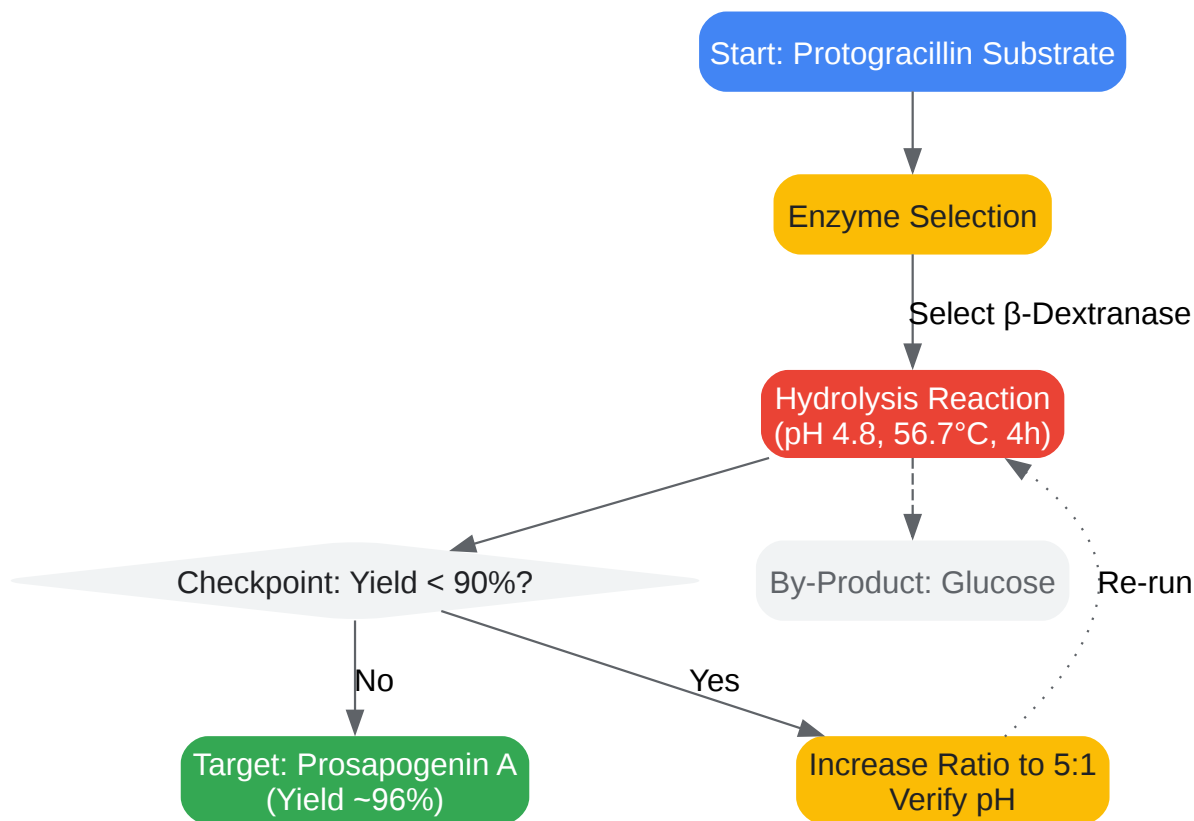 Start: Protogracillin Substrate
Enzyme Selection
Select β-Dextranase
Hydrolysis Reaction
(pH 4.8, 56.7°C, 4h)
Checkpoint: Yield < 90%?
By-Product: Glucose
Re-run
No
Yes
Target: Prosapogenin A
(Yield ~96%)
Increase Ratio to 5:1
Verify pH